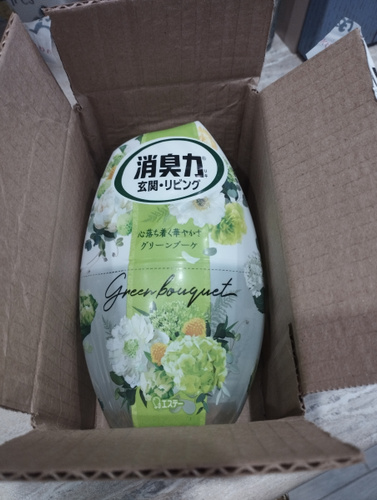 消臭力
玄関・リビング
心落ち着く華やかな
グリーンブーケ
Green bouquet
エステー